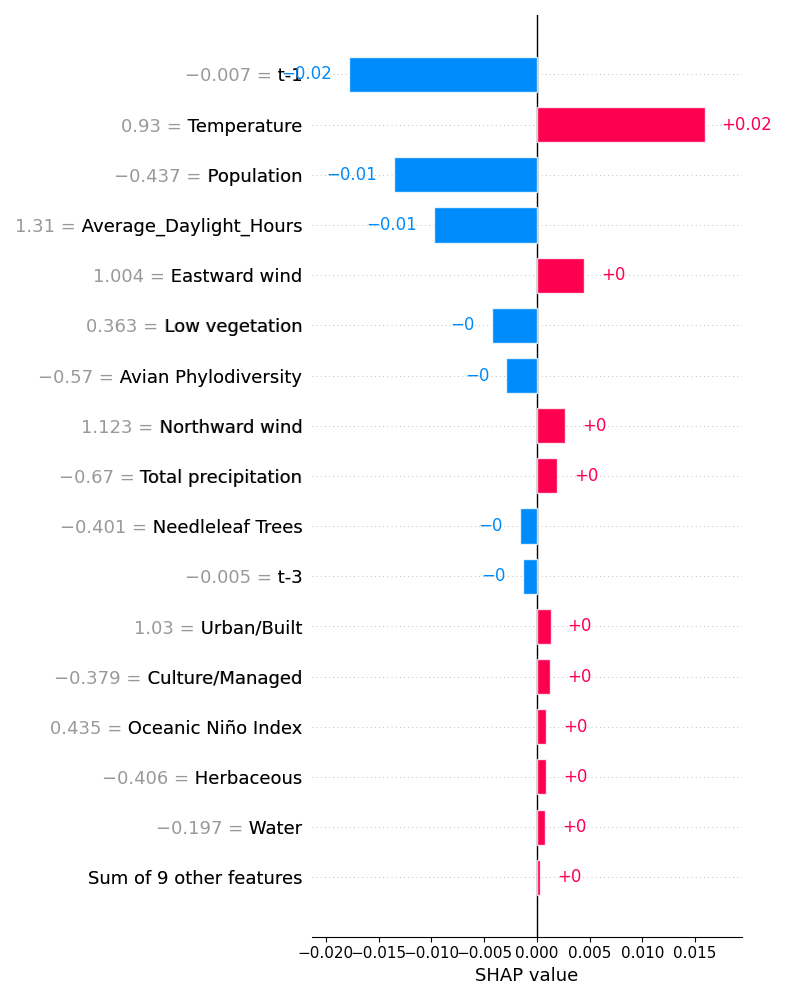 −0.007 = t-1 −0.02
0.93 = Temperature +0.02
−0.437 = Population −0.01
1.31 = Average_Daylight_Hours −0.01
1.004 = Eastward wind +0
0.363 = Low vegetation −0
−0.57 = Avian Phylodiversity −0
1.123 = Northward wind +0
−0.67 = Total precipitation +0
−0.401 = Needleleaf Trees −0
−0.005 = t-3 −0
1.03 = Urban/Built +0
−0.379 = Culture/Managed +0
0.435 = Oceanic Niño Index +0
−0.406 = Herbaceous +0
−0.197 = Water +0
Sum of 9 other features +0
−0.020 −0.015 −0.010 −0.005 0.000 0.005 0.010 0.015
SHAP value